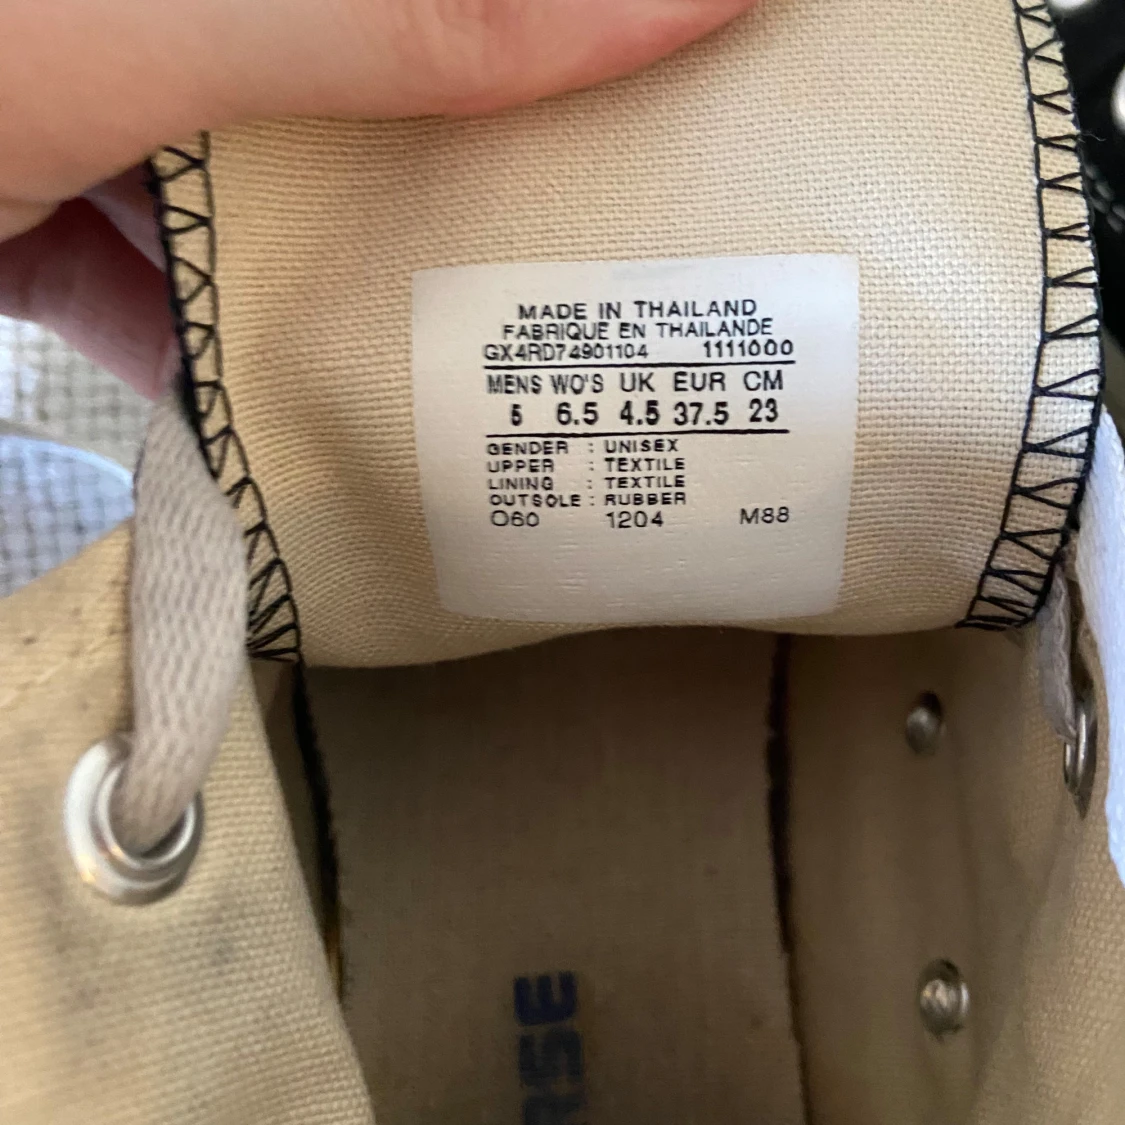 MADE IN THAILAND
FABRIQUE EN THAILANDE
GX4RD74901104 1111000
MENS WO'S UK EUR CM
5 6.5 4.5 37.5 23
GENDER : UNISEX
UPPER : TEXTILE
LINING : TEXTILE
OUTSOLE : RUBBER
O60 1204 M88
RSE